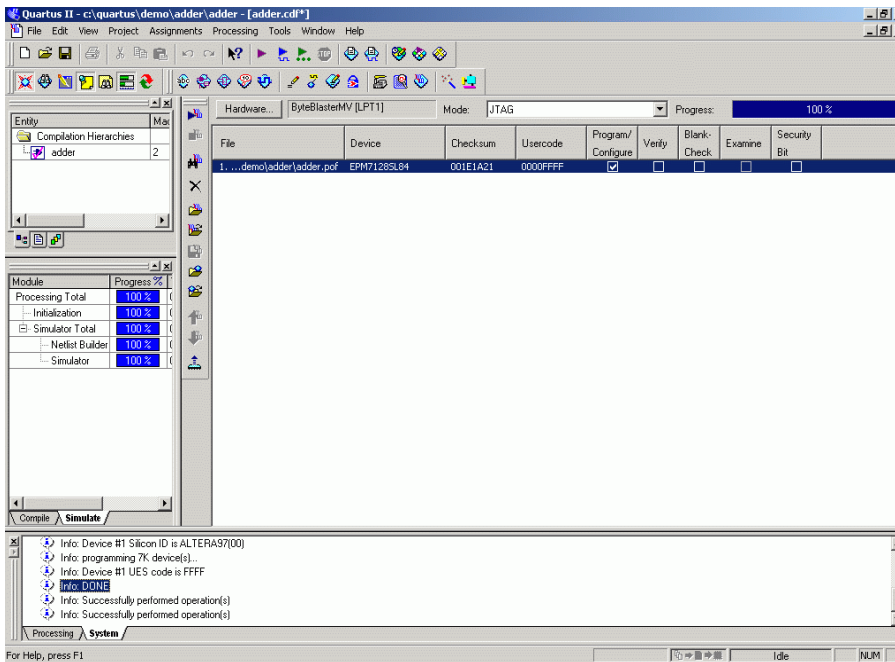 Quartus II - c:\quartus\demo\adder\adder - [adder.cdf*]
File Edit View Project Assignments Processing Tools Window Help
Entity Mac
Compilation Hierarchies
adder 2
Hardware... ByteBlasterMV [LPT1] Mode: JTAG Progress: 100 %
File Device Checksum Usercode Program/ Configure Verify Blank- Check Examine Security Bit
1. ...demo\adder\adder.pof EPM7128SL84 001E1A21 0000FFFF
Module Progress %
Processing Total 100 %
Initialization 100 %
Simulator Total 100 %
Netlist Builder 100 %
Simulator 100 %
Compile Simulate
Info: Device #1 Silicon ID is ALTERA97(00)
Info: programming 7K device(s)...
Info: Device #1 UES code is FFFF
Info: DONE
Info: Successfully performed operation(s)
Info: Successfully performed operation(s)
Processing System
For Help, press F1 Idle NUM